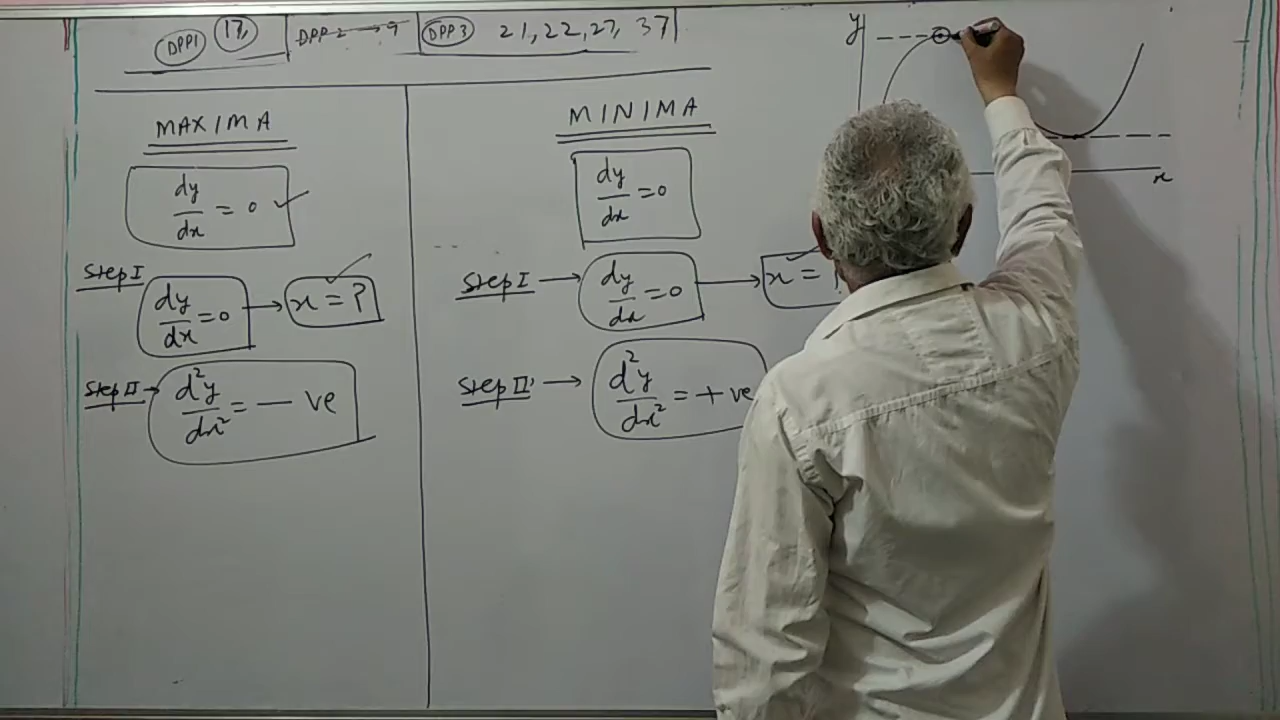 DPP1 17, DPP-2 → 9 DPP3 21, 22, 27, 37
MAXIMA
dy/dx = 0 ✓
Step I
dy/dx = 0 → x = ?
Step II → d²y/dx² = – ve
MINIMA
dy/dx = 0
Step I → dy/dx = 0 → x =
Step II → d²y/dx² = + ve
y
x